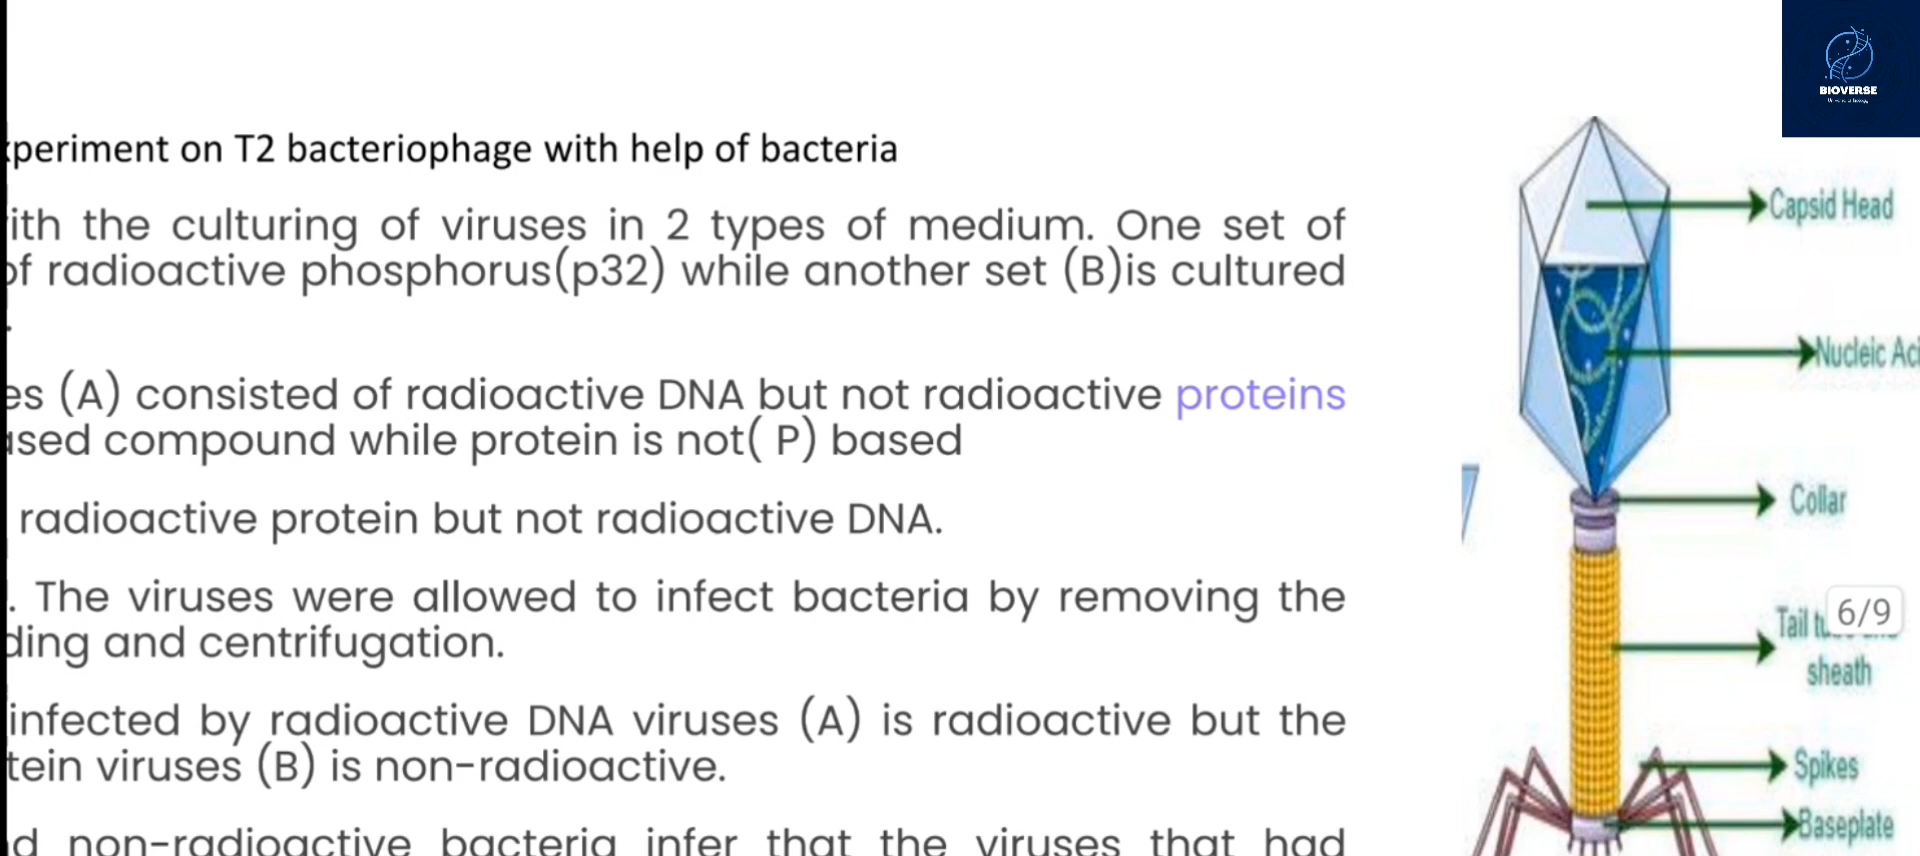 BIOVERSE
periment on T2 bacteriophage with help of bacteria
ith the culturing of viruses in 2 types of medium. One set of
of radioactive phosphorus(p32) while another set (B)is cultured
.
es (A) consisted of radioactive DNA but not radioactive proteins
ased compound while protein is not( P) based
radioactive protein but not radioactive DNA.
. The viruses were allowed to infect bacteria by removing the
ding and centrifugation.
infected by radioactive DNA viruses (A) is radioactive but the
tein viruses (B) is non-radioactive.
d non-radioactive bacteria infer that the viruses that had
Capsid Head
Nucleic Aci
Collar
Tail
6/9
sheath
Spikes
Baseplate